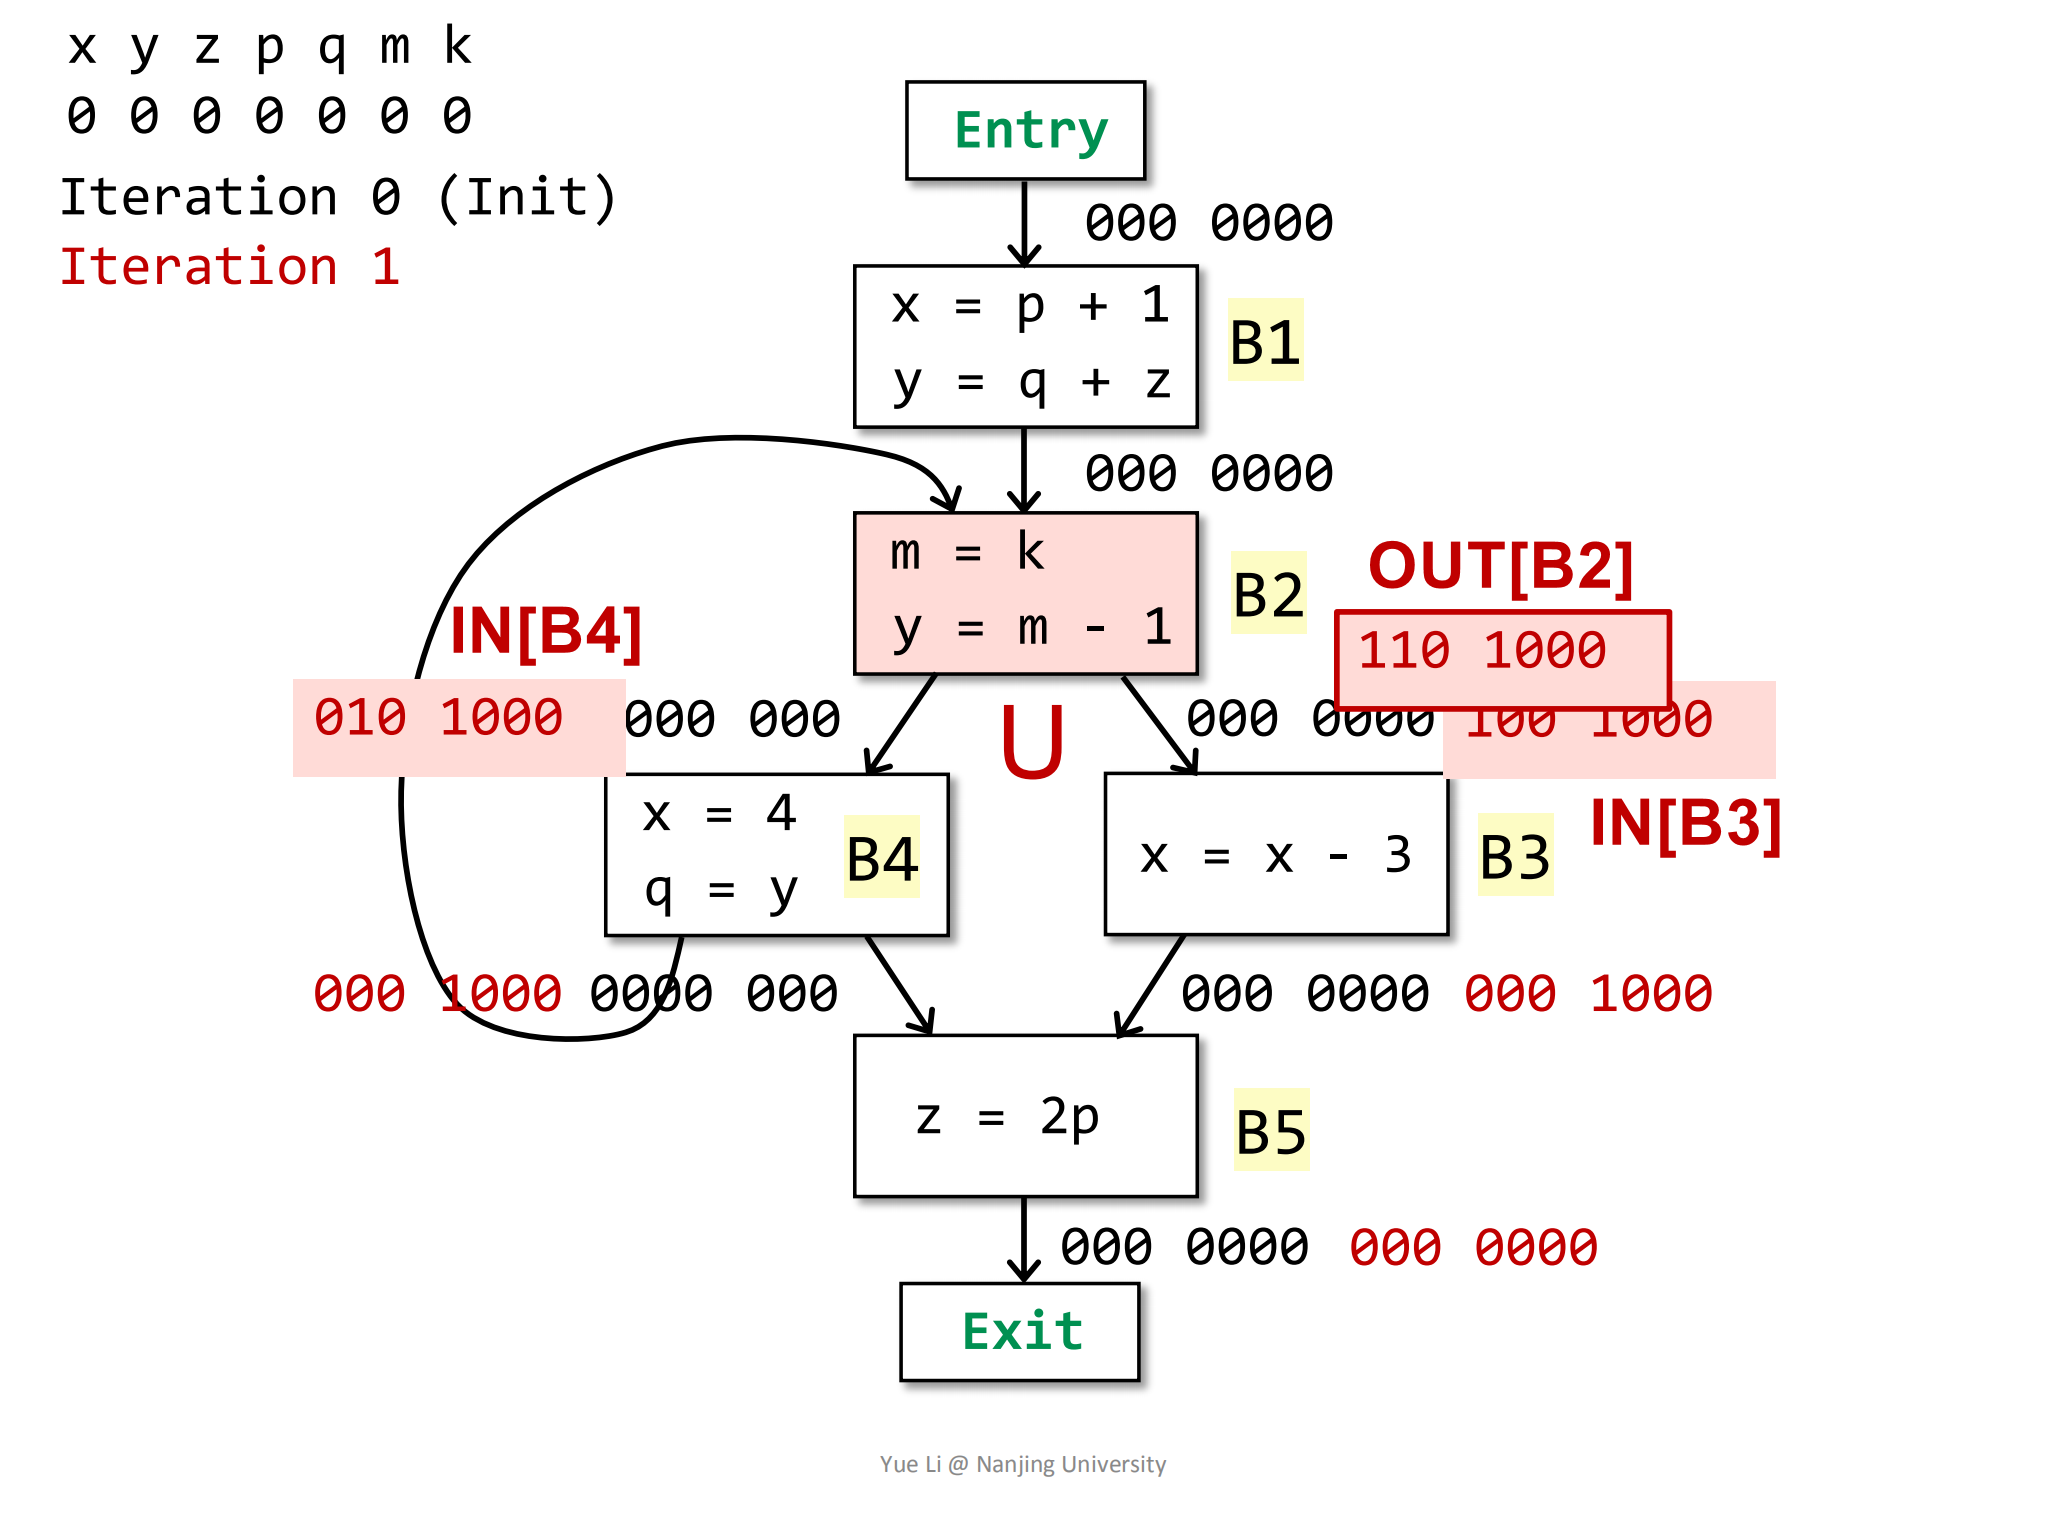 x y z p q m k
0 0 0 0 0 0 0
Iteration 0 (Init)
Iteration 1
Entry
000 0000
x = p + 1
y = q + z
B1
000 0000
m = k
y = m - 1
B2
OUT[B2]
110 1000
IN[B4]
010 1000 000 000
U
000 0000 100 1000
IN[B3]
x = 4
q = y
B4
x = x - 3
B3
000 1000 0000 000
000 0000 000 1000
z = 2p
B5
000 0000 000 0000
Exit
Yue Li @ Nanjing University